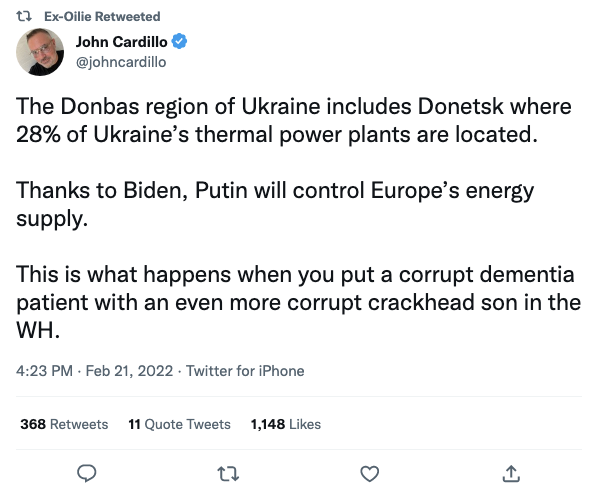 Ex-Oilie Retweeted
John Cardillo
@johncardillo
The Donbas region of Ukraine includes Donetsk where
28% of Ukraine’s thermal power plants are located.
Thanks to Biden, Putin will control Europe’s energy
supply.
This is what happens when you put a corrupt dementia
patient with an even more corrupt crackhead son in the
WH.
4:23 PM · Feb 21, 2022 · Twitter for iPhone
368 Retweets 11 Quote Tweets 1,148 Likes